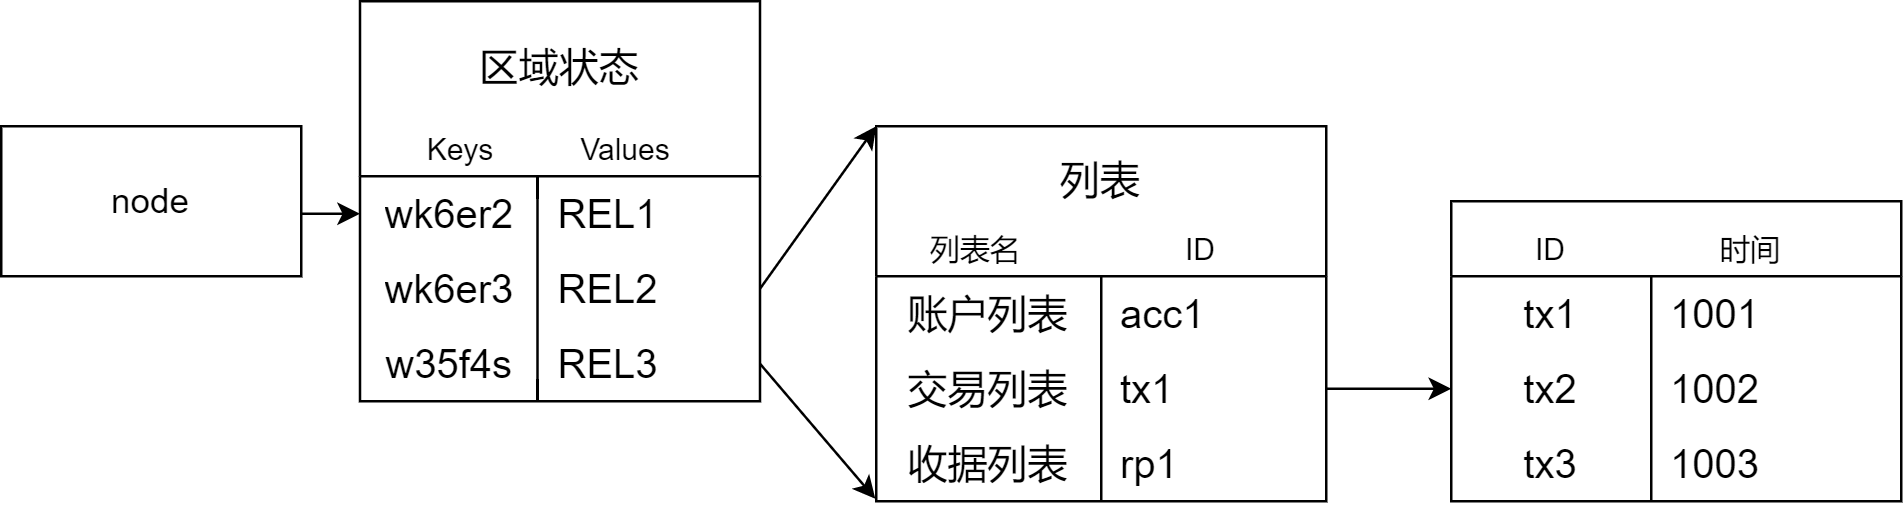 node
区域状态
Keys Values
wk6er2 REL1
wk6er3 REL2
w35f4s REL3
列表
列表名 ID
账户列表 acc1
交易列表 tx1
收据列表 rp1
ID 时间
tx1 1001
tx2 1002
tx3 1003